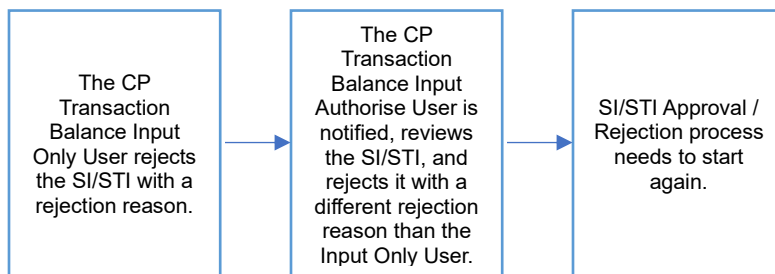 The CP
Transaction
Balance Input
Only User rejects
the SI/STI with a
rejection reason.
The CP
Transaction
Balance Input
Authorise User is
notified, reviews
the SI/STI, and
rejects it with a
different rejection
reason than the
Input Only User.
SI/STI Approval /
Rejection process
needs to start
again.